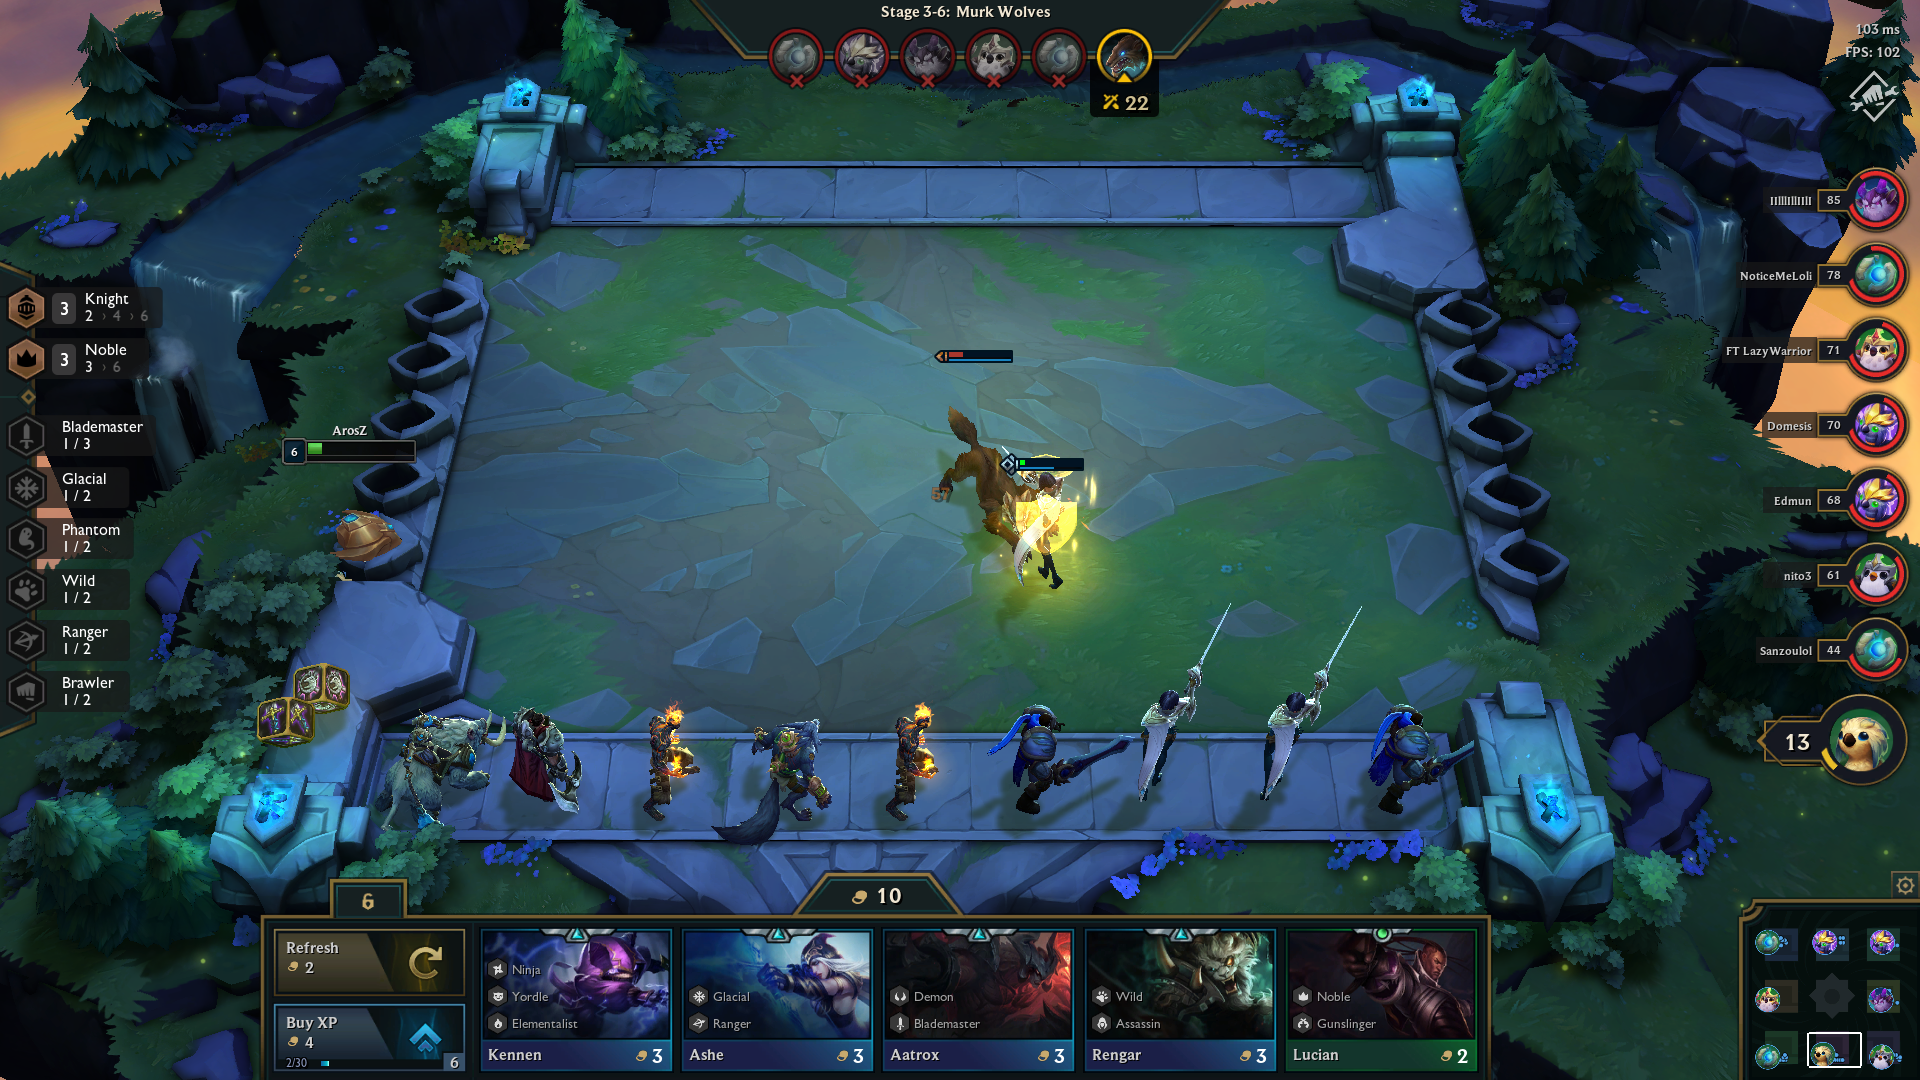 Stage 3-6: Murk Wolves
22
103 ms
FPS: 102
IIllIIllIIII 85
NoticeMeLoli 78
FT LazyWarrior 71
Domesis 70
Edmun 68
nito3 61
Sanzoulol 44
13
3 Knight
2 › 4 › 6
3 Noble
3 › 6
Blademaster
1 / 3
Glacial
1 / 2
Phantom
1 / 2
Wild
1 / 2
Ranger
1 / 2
Brawler
1 / 2
ArosZ
6
57
6
10
Refresh
2
Buy XP
4
2/30
6
Ninja
Yordle
Elementalist
Kennen 3
Glacial
Ranger
Ashe 3
Demon
Blademaster
Aatrox 3
Wild
Assassin
Rengar 3
Noble
Gunslinger
Lucian 2